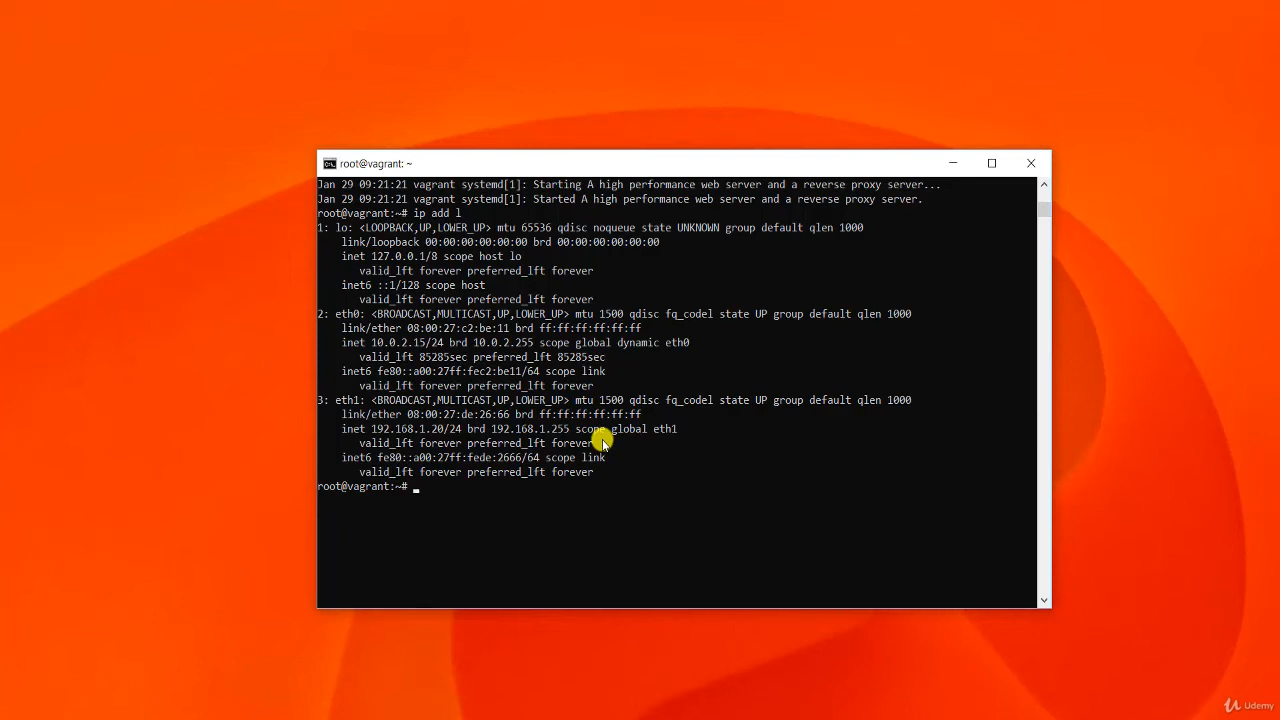 root@vagrant: ~
Jan 29 09:21:21 vagrant systemd[1]: Starting A high performance web server and a reverse proxy server...
Jan 29 09:21:21 vagrant systemd[1]: Started A high performance web server and a reverse proxy server.
root@vagrant:~# ip add l
1: lo: <LOOPBACK,UP,LOWER_UP> mtu 65536 qdisc noqueue state UNKNOWN group default qlen 1000
link/loopback 00:00:00:00:00:00 brd 00:00:00:00:00:00
inet 127.0.0.1/8 scope host lo
valid_lft forever preferred_lft forever
inet6 ::1/128 scope host
valid_lft forever preferred_lft forever
2: eth0: <BROADCAST,MULTICAST,UP,LOWER_UP> mtu 1500 qdisc fq_codel state UP group default qlen 1000
link/ether 08:00:27:c2:be:11 brd ff:ff:ff:ff:ff:ff
inet 10.0.2.15/24 brd 10.0.2.255 scope global dynamic eth0
valid_lft 85285sec preferred_lft 85285sec
inet6 fe80::a00:27ff:fec2:be11/64 scope link
valid_lft forever preferred_lft forever
3: eth1: <BROADCAST,MULTICAST,UP,LOWER_UP> mtu 1500 qdisc fq_codel state UP group default qlen 1000
link/ether 08:00:27:de:26:66 brd ff:ff:ff:ff:ff:ff
inet 192.168.1.20/24 brd 192.168.1.255 scope global eth1
valid_lft forever preferred_lft forever
inet6 fe80::a00:27ff:fede:2666/64 scope link
valid_lft forever preferred_lft forever
root@vagrant:~#
Udemy